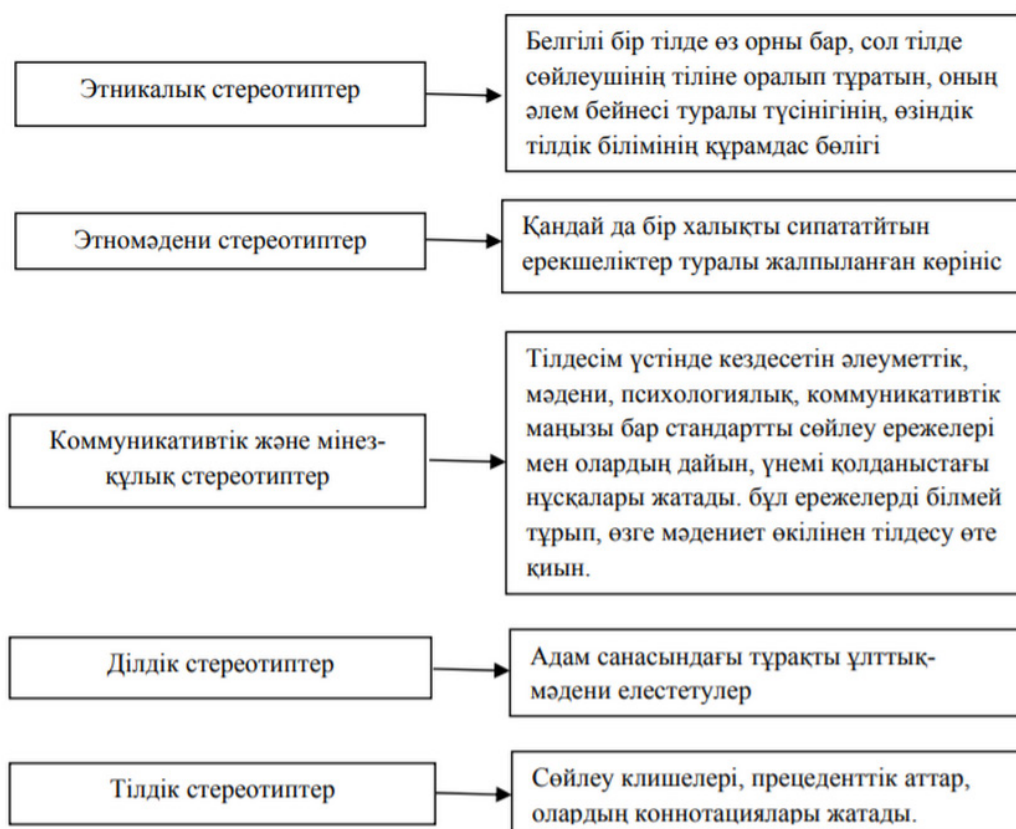 Этникалық стереотиптер
Белгілі бір тілде өз орны бар, сол тілде
сөйлеушінің тіліне оралып тұратын, оның
әлем бейнесі туралы түсінігінің, өзіндік
тілдік білімінің құрамдас бөлігі
Этномәдени стереотиптер
Қандай да бір халықты сипататйтын
ерекшеліктер туралы жалпыланған көрініс
Коммуникативтік және мінез-
құлық стереотиптер
Тілдесім үстінде кездесетін әлеуметтік,
мәдени, психологиялық, коммуникативтік
маңызы бар стандартты сөйлеу ережелері
мен олардың дайын, үнемі қолданыстағы
нұсқалары жатады. бұл ережелерді білмей
тұрып, өзге мәдениет өкілінен тілдесу өте
қиын.
Ділдік стереотиптер
Адам санасындағы тұрақты ұлттық-
мәдени елестетулер
Тілдік стереотиптер
Сөйлеу клишелері, прецеденттік аттар,
олардың коннотациялары жатады.